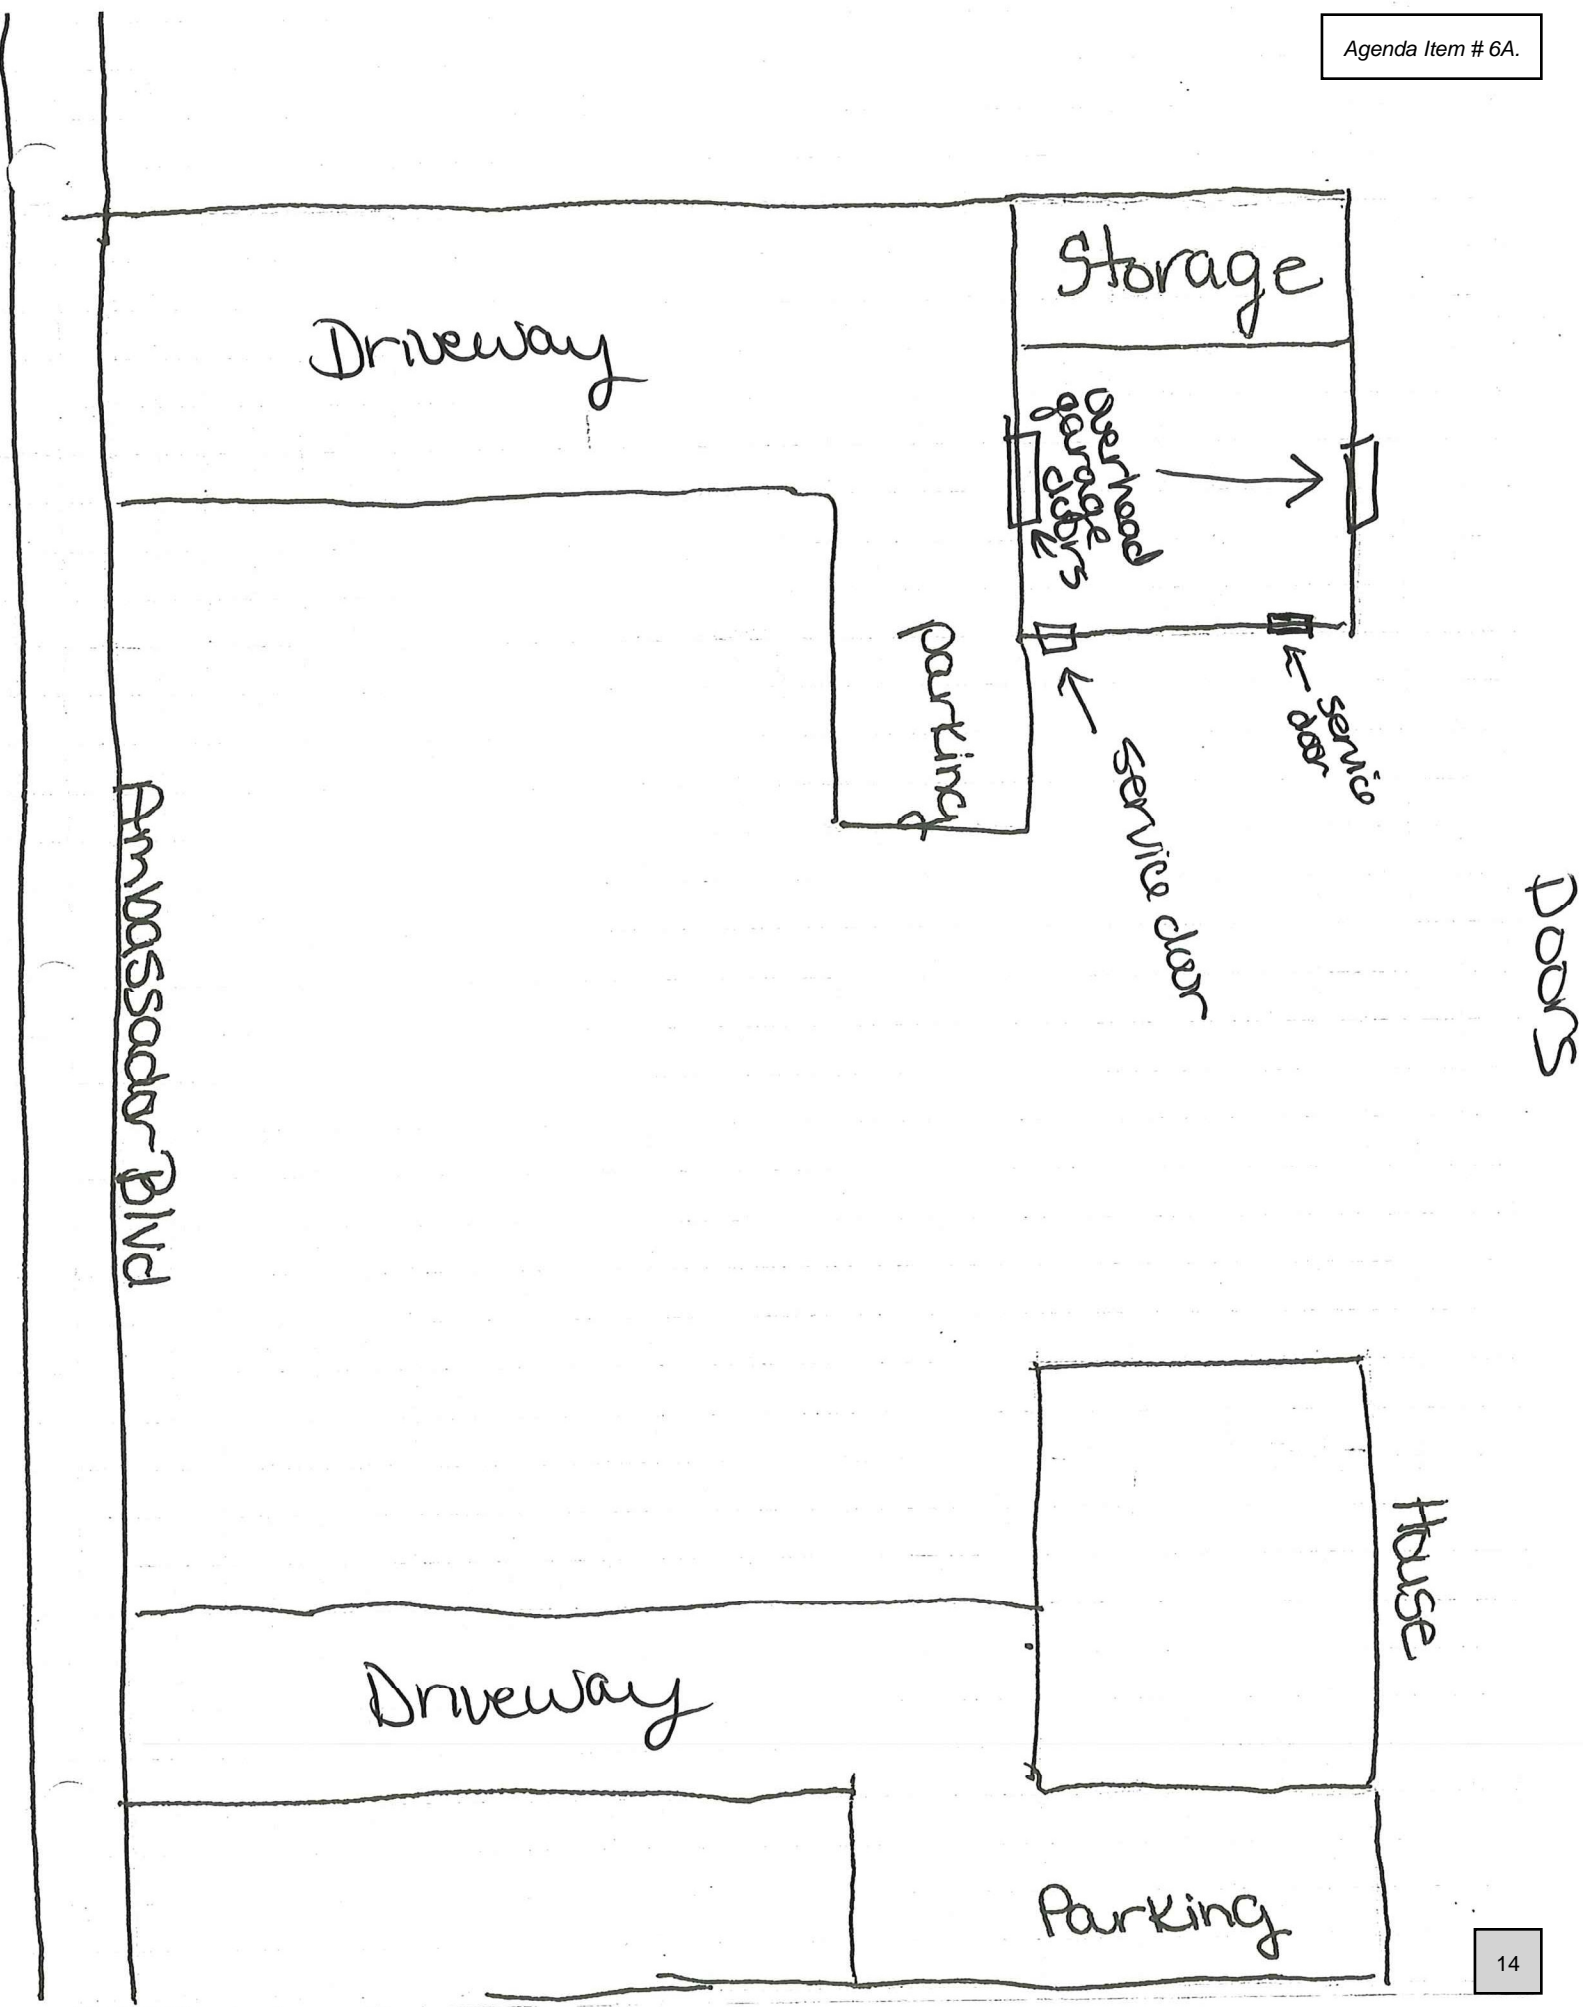 Agenda Item # 6A.
Storage
Driveway
Overhead
garage
doors
parking
service
door
service door
Doors
Ambassador Blvd
House
Driveway
Parking
14